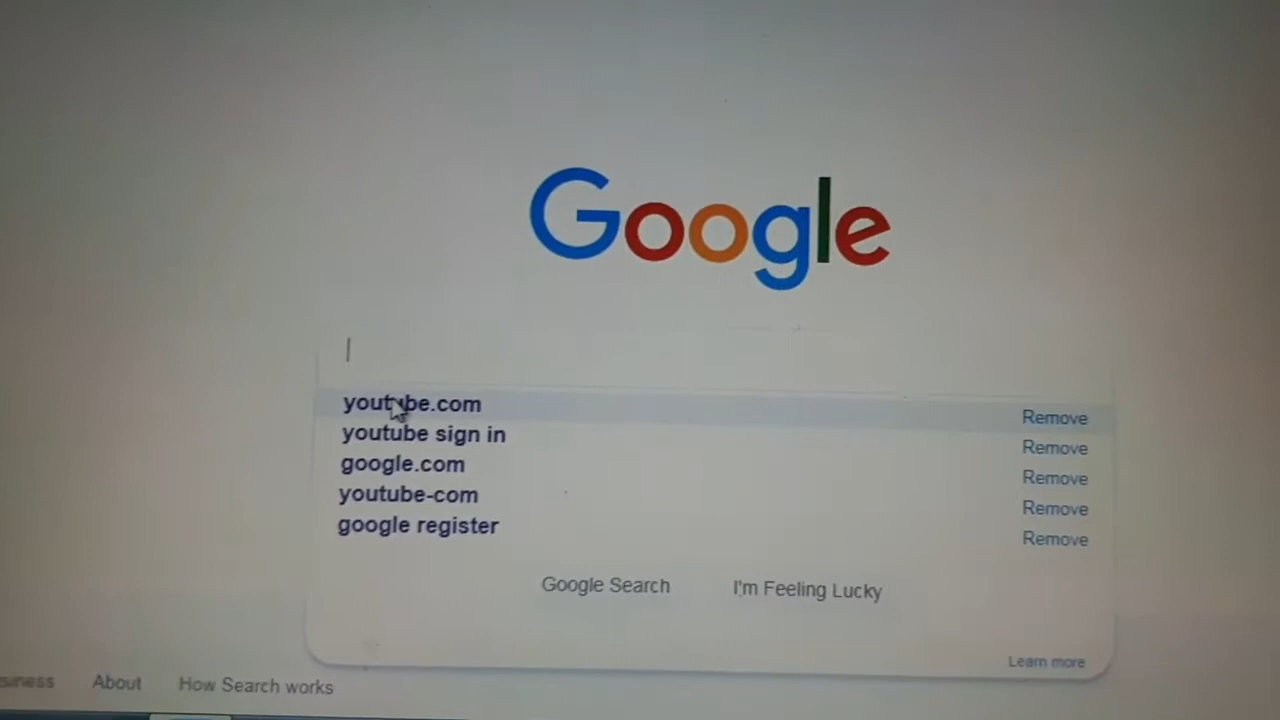 Google
youtube.com
Remove
youtube sign in
Remove
google.com
Remove
youtube-com
Remove
google register
Remove
Google Search
I'm Feeling Lucky
Learn more
About
How Search works